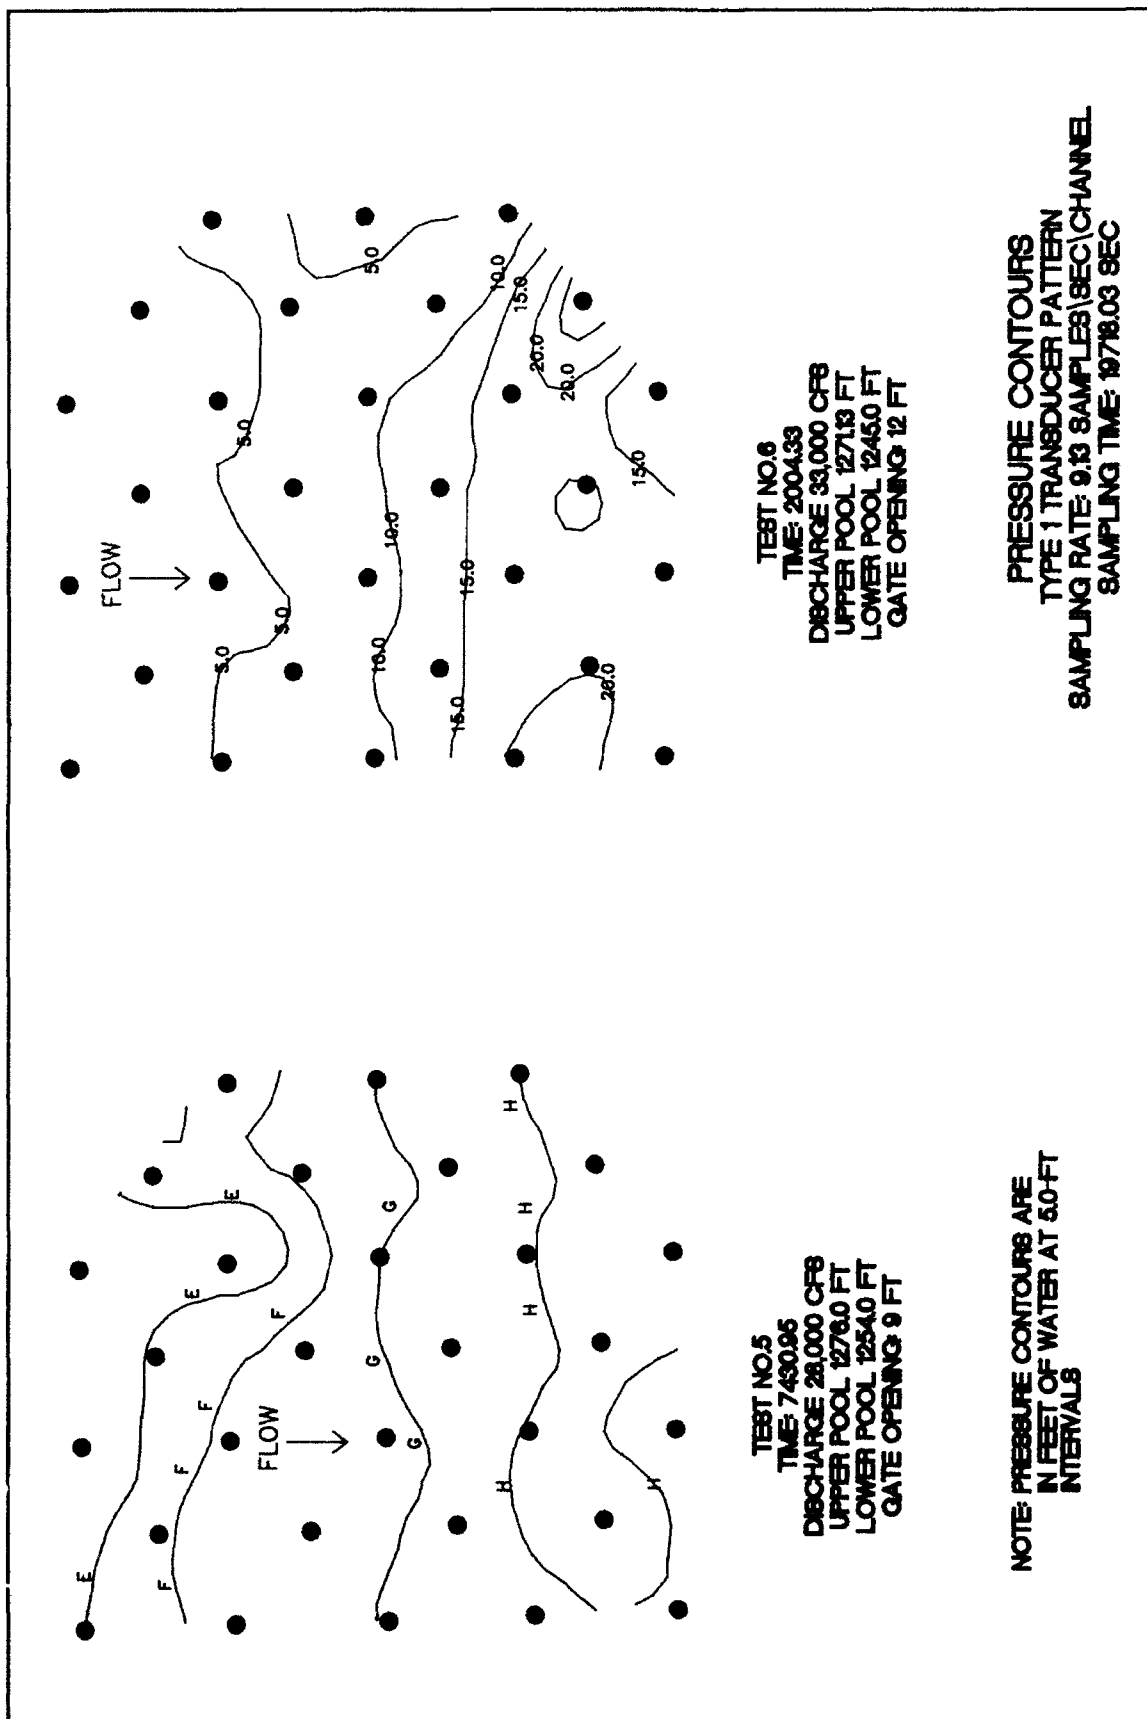 5.0
5.0
5.0
5.0
10.0
10.0
10.0
15.0
15.0
15.0
20.0
20.0
20.0
15.0
FLOW
TEST NO.6
TIME: 2004.33
DISCHARGE 33,000 CFS
UPPER POOL 1271.13 FT
LOWER POOL 1245.0 FT
GATE OPENING: 12 FT
PRESSURE CONTOURS
TYPE 1 TRANSDUCER PATTERN
SAMPLING RATE: 9.13 SAMPLES\SEC\CHANNEL
SAMPLING TIME: 19718.03 SEC
E
E
E
F
F
F
F
FLOW
G
G
G
H
H
H
H
H
TEST NO.5
TIME: 7430.95
DISCHARGE 28,000 CFS
UPPER POOL 1276.0 FT
LOWER POOL 1254.0 FT
GATE OPENING: 9 FT
NOTE: PRESSURE CONTOURS ARE
IN FEET OF WATER AT 5.0-FT
INTERVALS